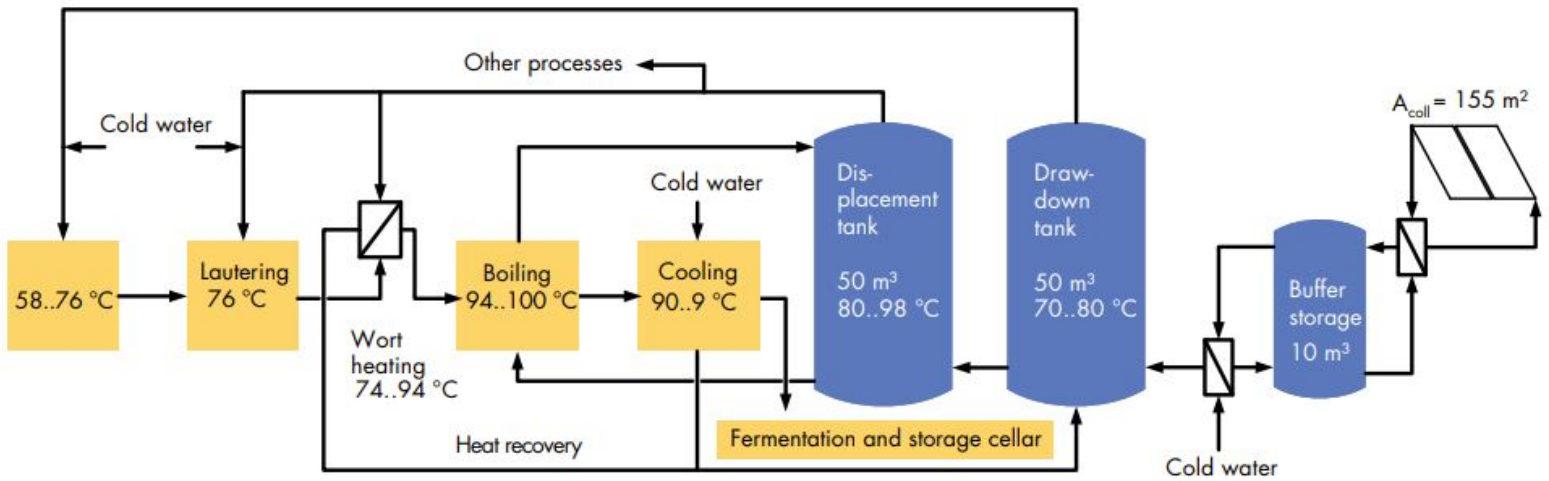 Other processes
Cold water
A_coll = 155 m²
58..76 °C
Lautering
76 °C
Wort
heating
74..94 °C
Boiling
94..100 °C
Cold water
Cooling
90..9 °C
Dis-
placement
tank
50 m³
80..98 °C
Draw-
down
tank
50 m³
70..80 °C
Buffer
storage
10 m³
Fermentation and storage cellar
Heat recovery
Cold water